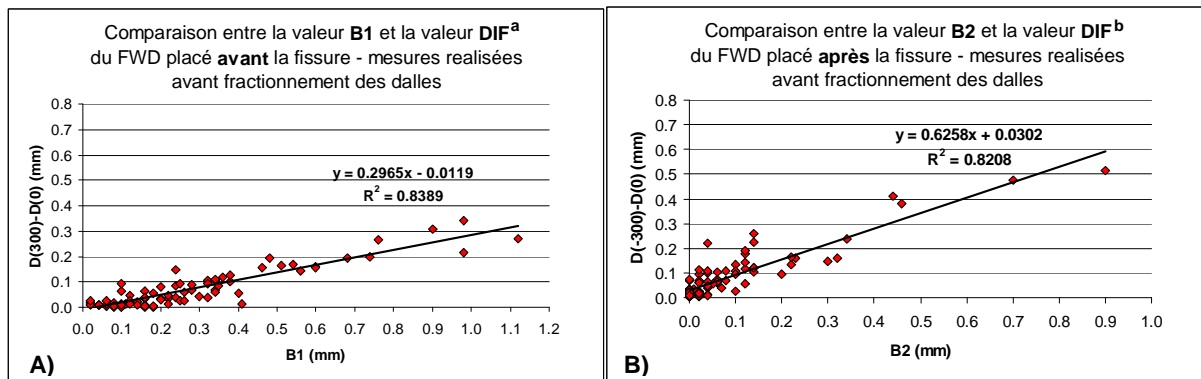 Comparaison entre la valeur B1 et la valeur DIFa
du FWD placé avant la fissure - mesures realisées
avant fractionnement des dalles
0.8
0.7
0.6
0.5
0.4
0.3
0.2
0.1
0.0
D(300)-D(0) (mm)
y = 0.2965x - 0.0119
R2 = 0.8389
0.0 0.1 0.2 0.3 0.4 0.5 0.6 0.7 0.8 0.9 1.0 1.1 1.2
B1 (mm)
A)
Comparaison entre la valeur B2 et la valeur DIFb
du FWD placé après la fissure - mesures realisées
avant fractionnement des dalles
0.8
0.7
0.6
0.5
0.4
0.3
0.2
0.1
0.0
D(-300)-D(0) (mm)
y = 0.6258x + 0.0302
R2 = 0.8208
0.0 0.1 0.2 0.3 0.4 0.5 0.6 0.7 0.8 0.9 1.0
B2 (mm)
B)